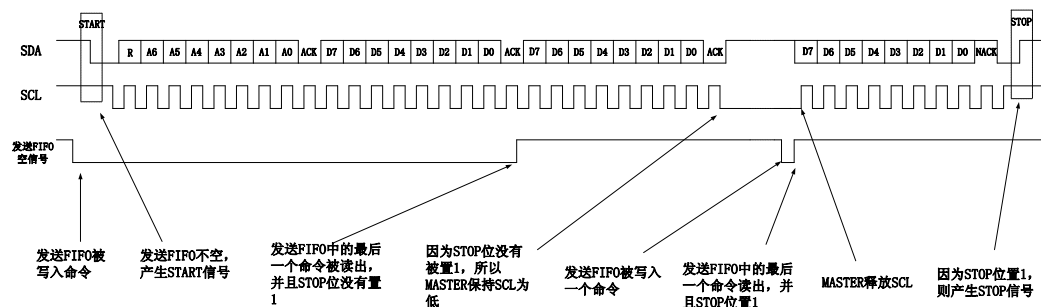 START
STOP
SDA
R A6 A5 A4 A3 A2 A1 A0 ACK D7 D6 D5 D4 D3 D2 D1 D0 ACK D7 D6 D5 D4 D3 D2 D1 D0 ACK D7 D6 D5 D4 D3 D2 D1 D0 NACK
SCL
发送FIFO
空信号
发送FIFO被
写入命令
发送FIFO不空，
产生START信号
发送FIFO中的最后
一个命令被读出，
并且STOP位没有置
1
因为STOP位没有
被置1，所以
MASTER保持SCL为
低
发送FIFO被写入
一个命令
发送FIFO中的最后
一个命令读出，并
且STOP位置1
MASTER释放SCL
因为STOP位置1，
则产生STOP信号